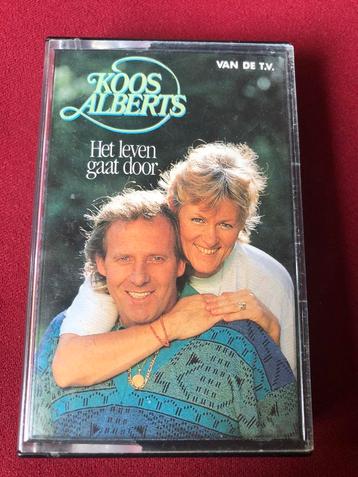 VAN DE T.V.
KOOS
ALBERTS
Het leven
gaat door